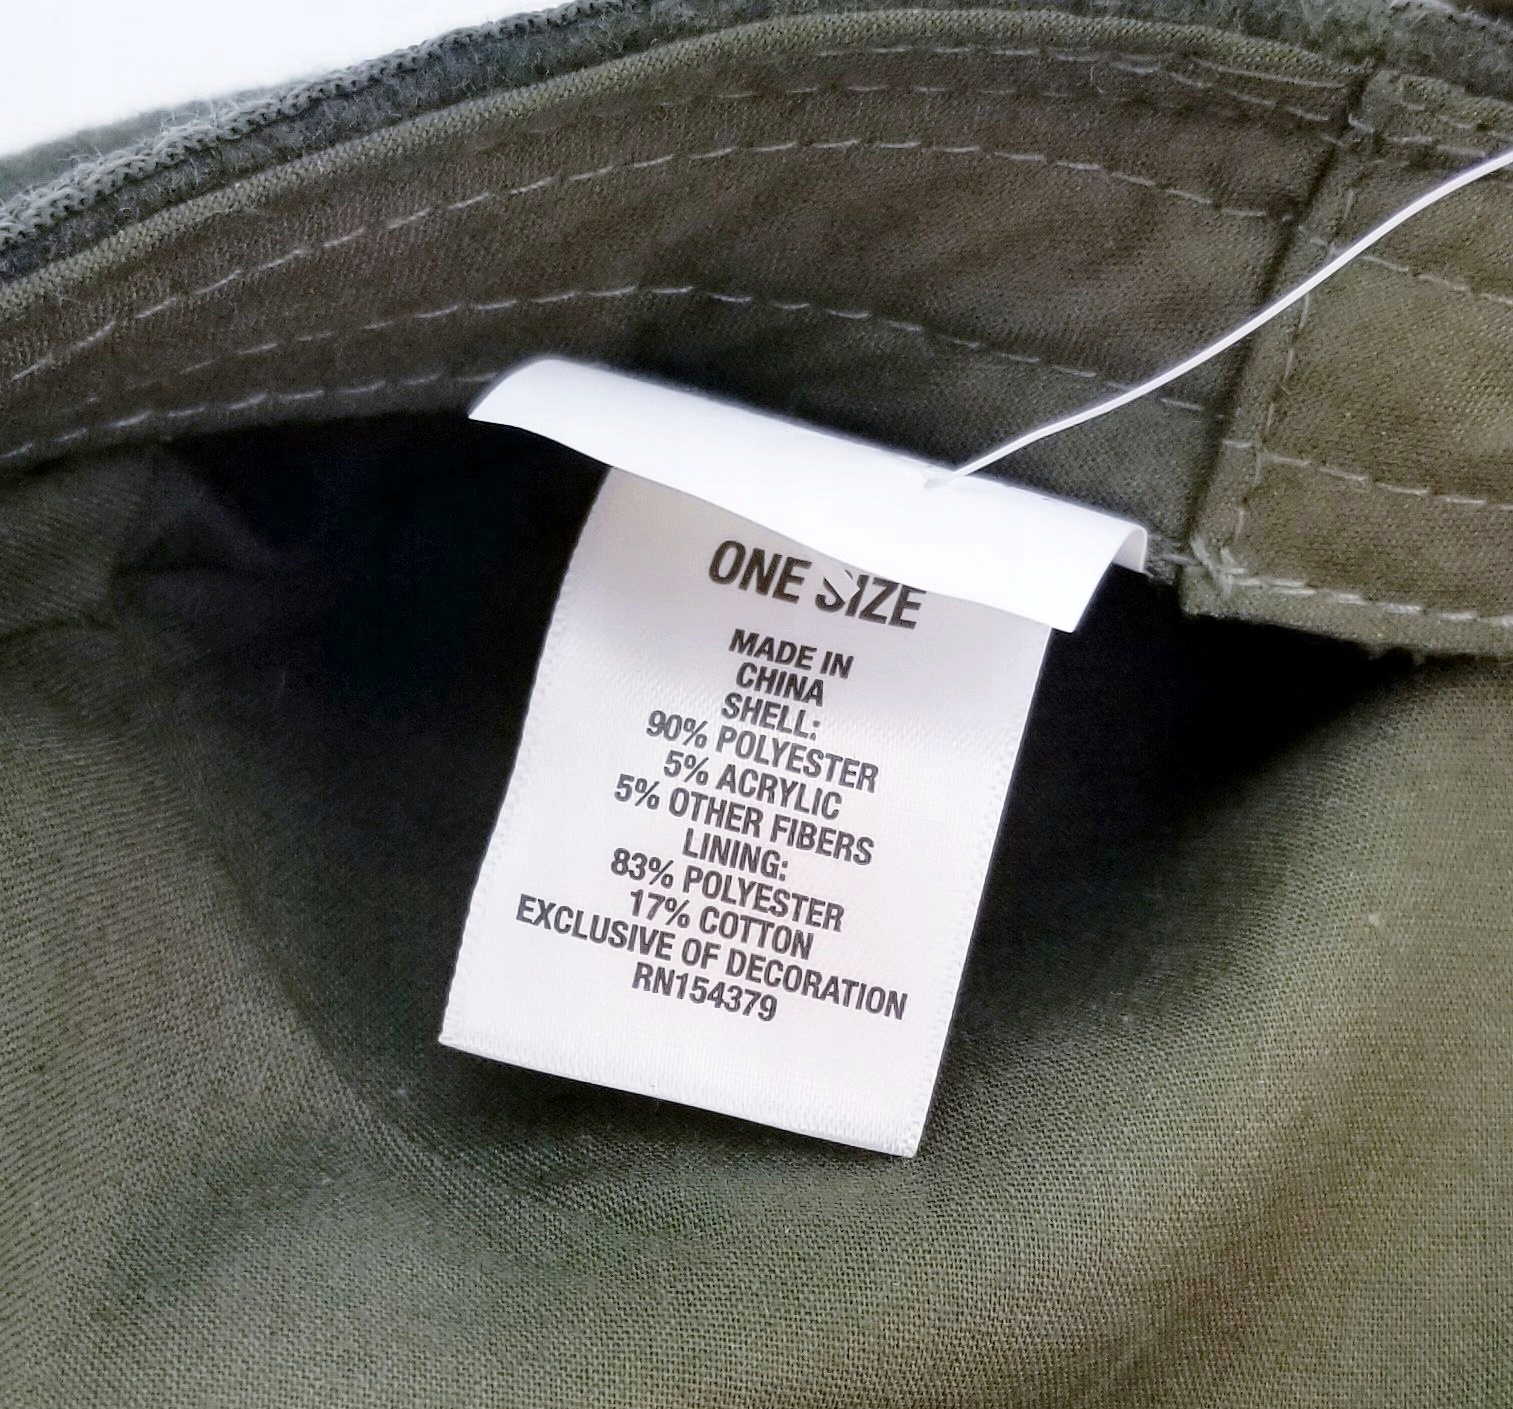 ONE SIZE
MADE IN
CHINA
SHELL:
90% POLYESTER
5% ACRYLIC
5% OTHER FIBERS
LINING:
83% POLYESTER
17% COTTON
EXCLUSIVE OF DECORATION
RN154379